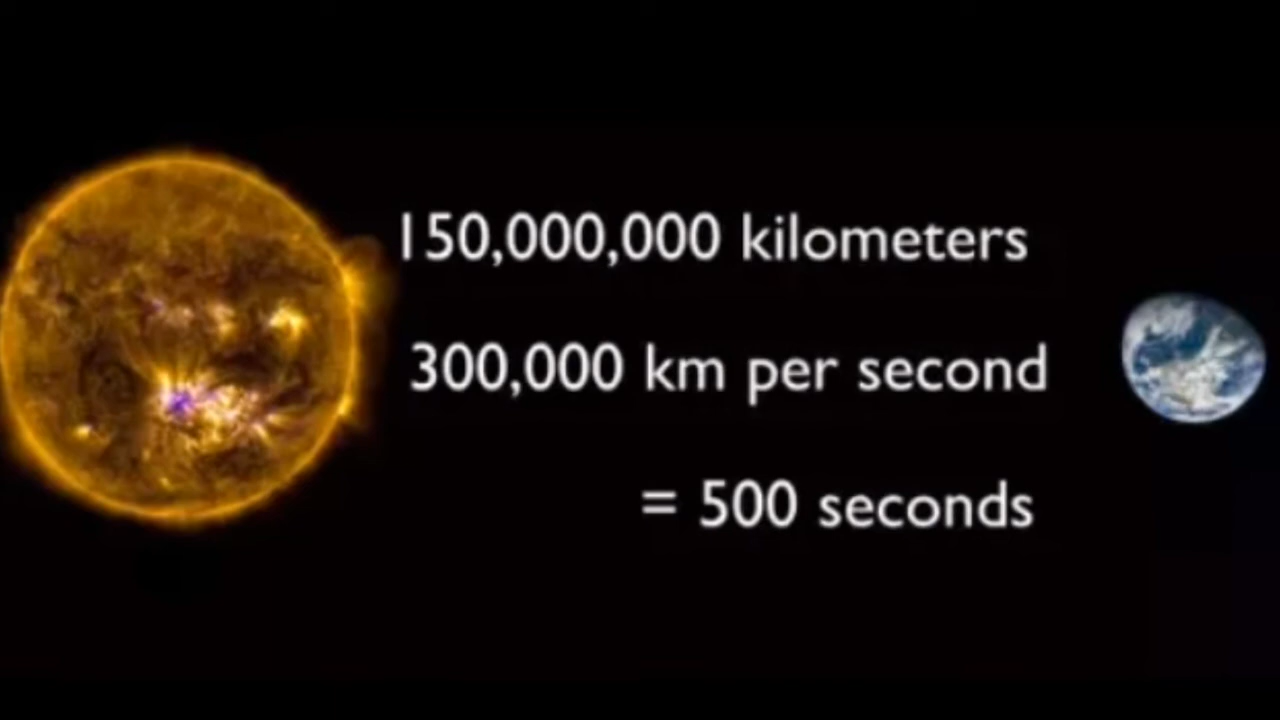 150,000,000 kilometers
300,000 km per second
= 500 seconds